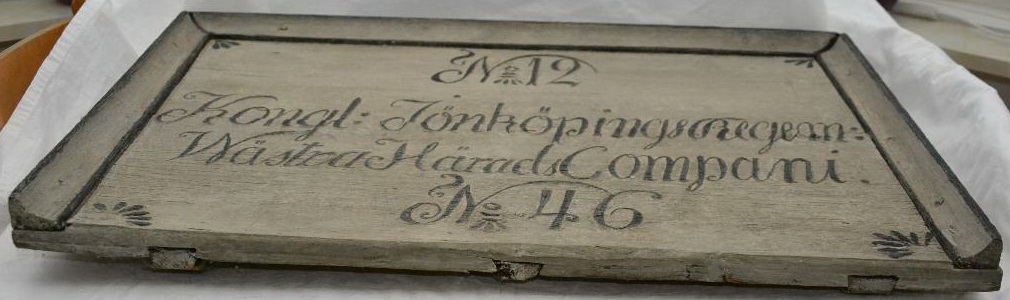 No 12
Kongl: Jönköpings regem:
Wästra Härads Compani.
No 46